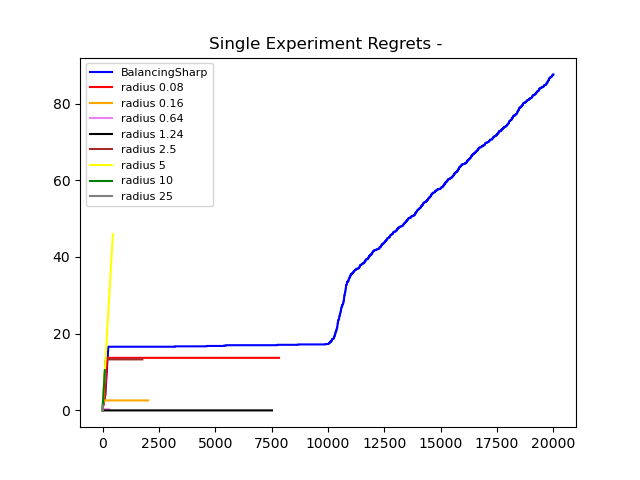 Single Experiment Regrets -
BalancingSharp
radius 0.08
radius 0.16
radius 0.64
radius 1.24
radius 2.5
radius 5
radius 10
radius 25
80
60
40
20
0
0 2500 5000 7500 10000 12500 15000 17500 20000